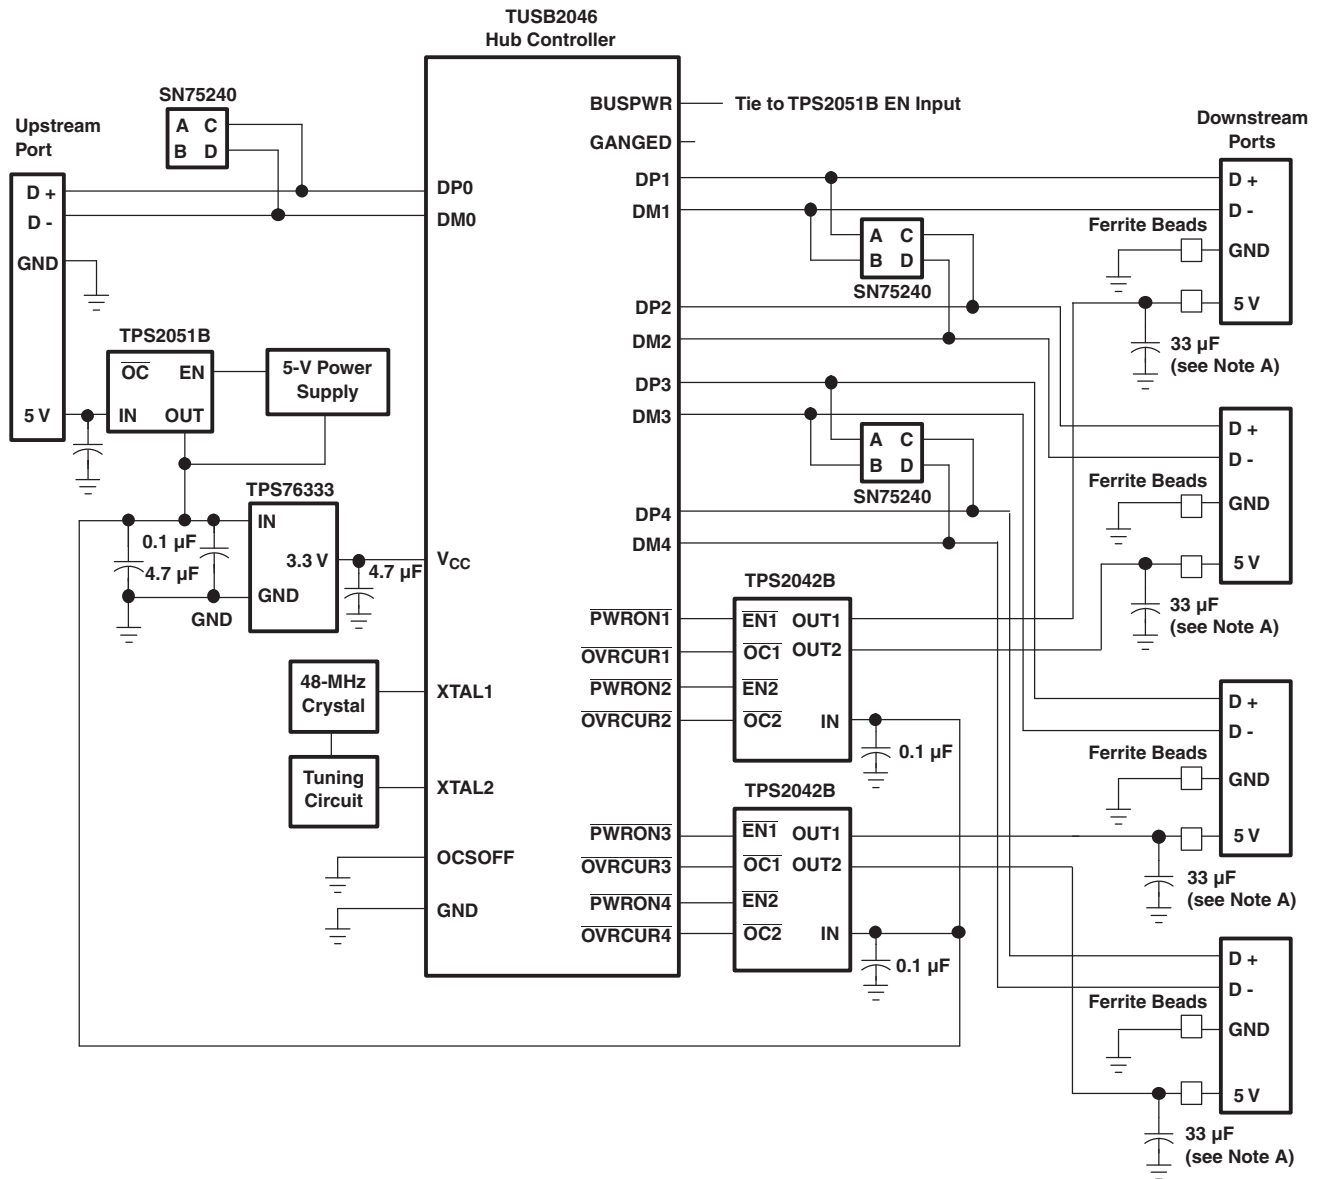 TUSB2046
Hub Controller
SN75240
A C
B D
Upstream
Port
D +
D -
GND
5 V
TPS2051B
OC EN
IN OUT
5-V Power
Supply
TPS76333
IN
3.3 V
GND
0.1 µF
4.7 µF
GND
4.7 µF
48-MHz
Crystal
Tuning
Circuit
DP0
DM0
VCC
XTAL1
XTAL2
OCSOFF
GND
BUSPWR
Tie to TPS2051B EN Input
GANGED
DP1
DM1
DP2
DM2
DP3
DM3
DP4
DM4
PWRON1
OVRCUR1
PWRON2
OVRCUR2
PWRON3
OVRCUR3
PWRON4
OVRCUR4
A C
B D
SN75240
A C
B D
SN75240
TPS2042B
EN1 OUT1
OC1 OUT2
EN2
OC2 IN
0.1 µF
TPS2042B
EN1 OUT1
OC1 OUT2
EN2
OC2 IN
0.1 µF
Downstream
Ports
D +
D -
Ferrite Beads
GND
5 V
33 µF
(see Note A)
D +
D -
Ferrite Beads
GND
5 V
33 µF
(see Note A)
D +
D -
Ferrite Beads
GND
5 V
33 µF
(see Note A)
D +
D -
Ferrite Beads
GND
5 V
33 µF
(see Note A)